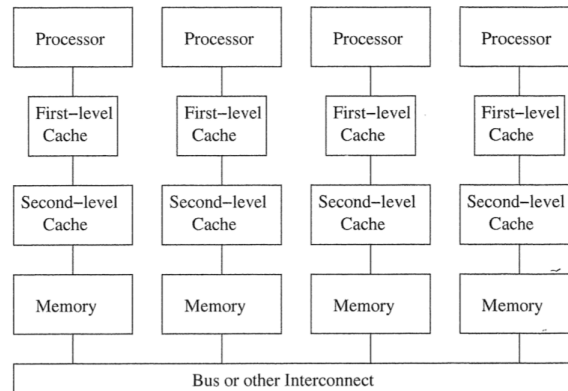 Processor Processor Processor Processor
First-level First-level First-level First-level
Cache Cache Cache Cache
Second-level Second-level Second-level Second-level
Cache Cache Cache Cache
Memory Memory Memory Memory
Bus or other Interconnect